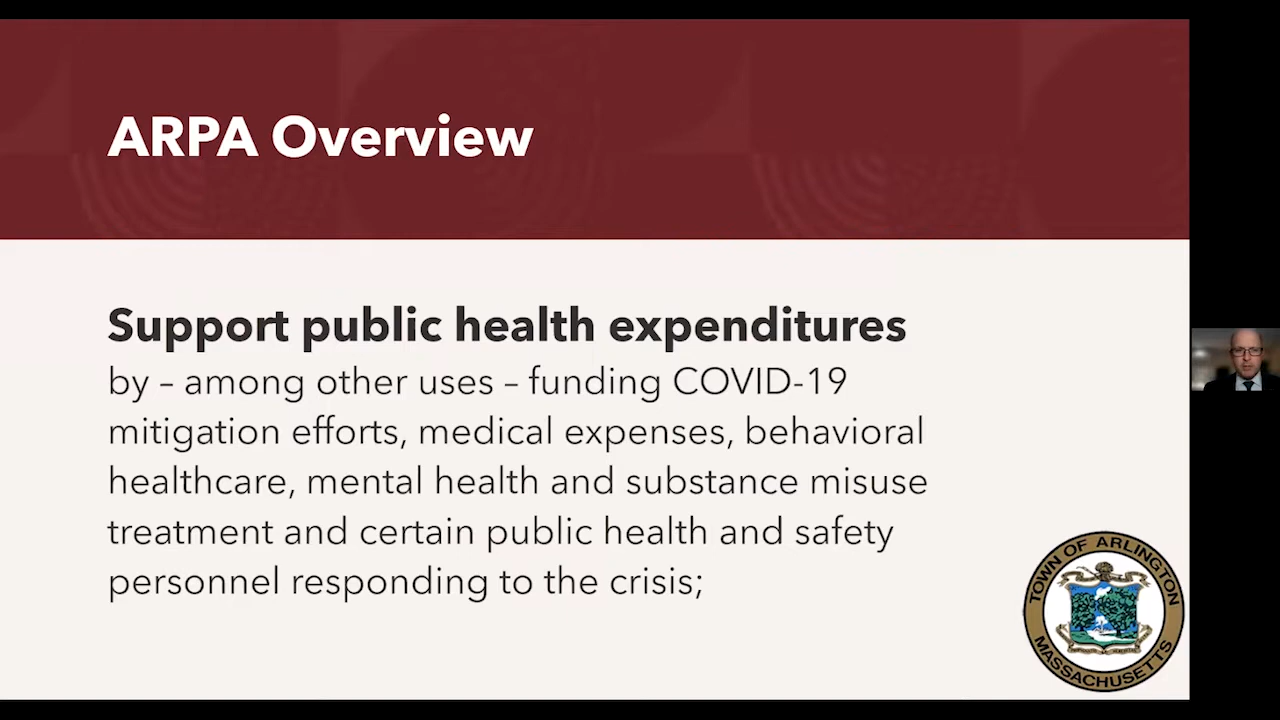 ARPA Overview
Support public health expenditures
by – among other uses – funding COVID-19
mitigation efforts, medical expenses, behavioral
healthcare, mental health and substance misuse
treatment and certain public health and safety
personnel responding to the crisis;
TOWN OF ARLINGTON
MASSACHUSETTS